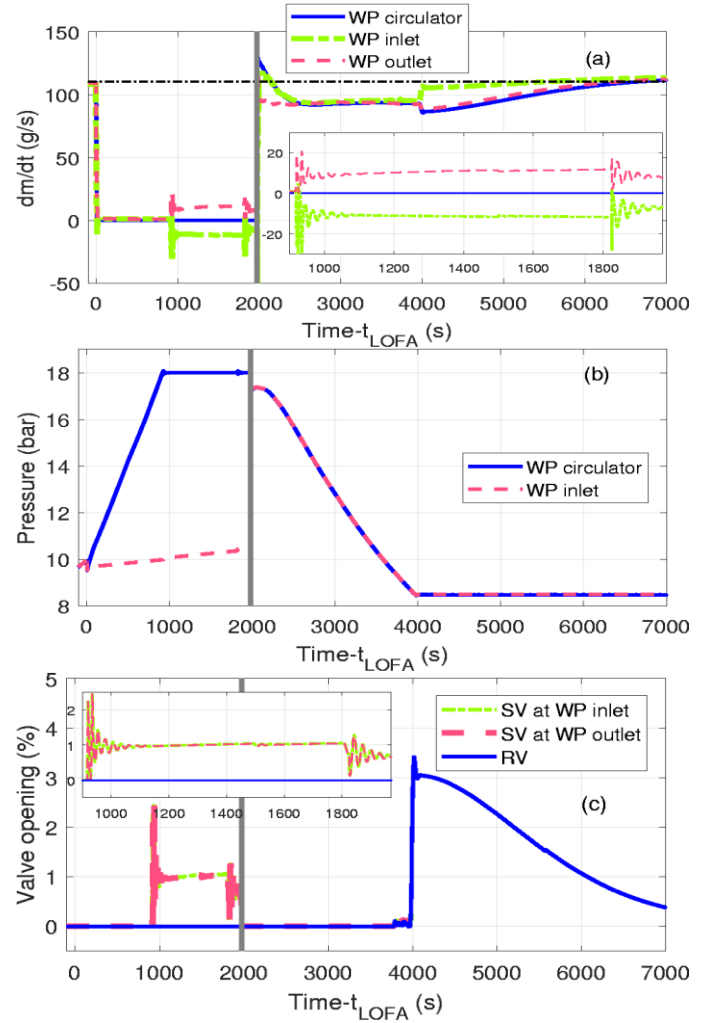 WP circulator
WP inlet
WP outlet
(a)
dm/dt (g/s)
150
100
50
0
-50
20
0
-20
1000 1200 1400 1600 1800
0 1000 2000 3000 4000 5000 6000 7000
Time-t_LOFA (s)
(b)
Pressure (bar)
18
16
14
12
10
8
WP circulator
WP inlet
0 1000 2000 3000 4000 5000 6000 7000
Time-t_LOFA (s)
Valve opening (%)
5
4
3
2
1
0
2
1
0
1000 1200 1400 1600 1800
SV at WP inlet
SV at WP outlet
RV
(c)
0 1000 2000 3000 4000 5000 6000 7000
Time-t_LOFA (s)